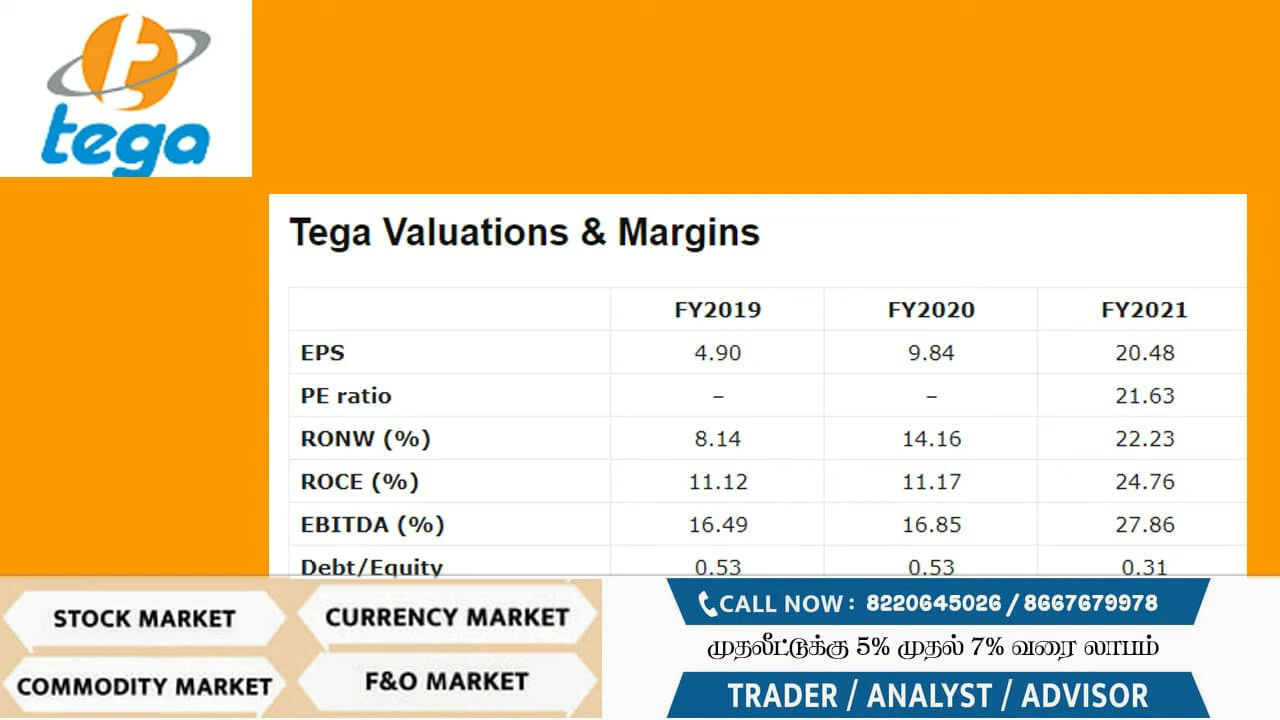 tega
Tega Valuations & Margins
FY2019 FY2020 FY2021
EPS 4.90 9.84 20.48
PE ratio – – 21.63
RONW (%) 8.14 14.16 22.23
ROCE (%) 11.12 11.17 24.76
EBITDA (%) 16.49 16.85 27.86
Debt/Equity 0.53 0.53 0.31
STOCK MARKET
CURRENCY MARKET
COMMODITY MARKET
F&O MARKET
CALL NOW : 8220645026 / 8667679978
முதலீட்டுக்கு 5% முதல் 7% வரை லாபம்
TRADER / ANALYST / ADVISOR